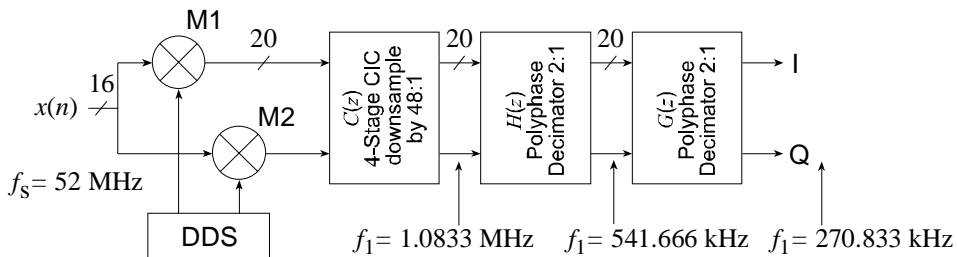 M1
16
x(n)
20
M2
C(z)
4-Stage CIC
downsample
by 48:1
20
H(z)
Polyphase
Decimator 2:1
20
G(z)
Polyphase
Decimator 2:1
I
Q
fs= 52 MHz
DDS
f1= 1.0833 MHz
f1= 541.666 kHz
f1= 270.833 kHz